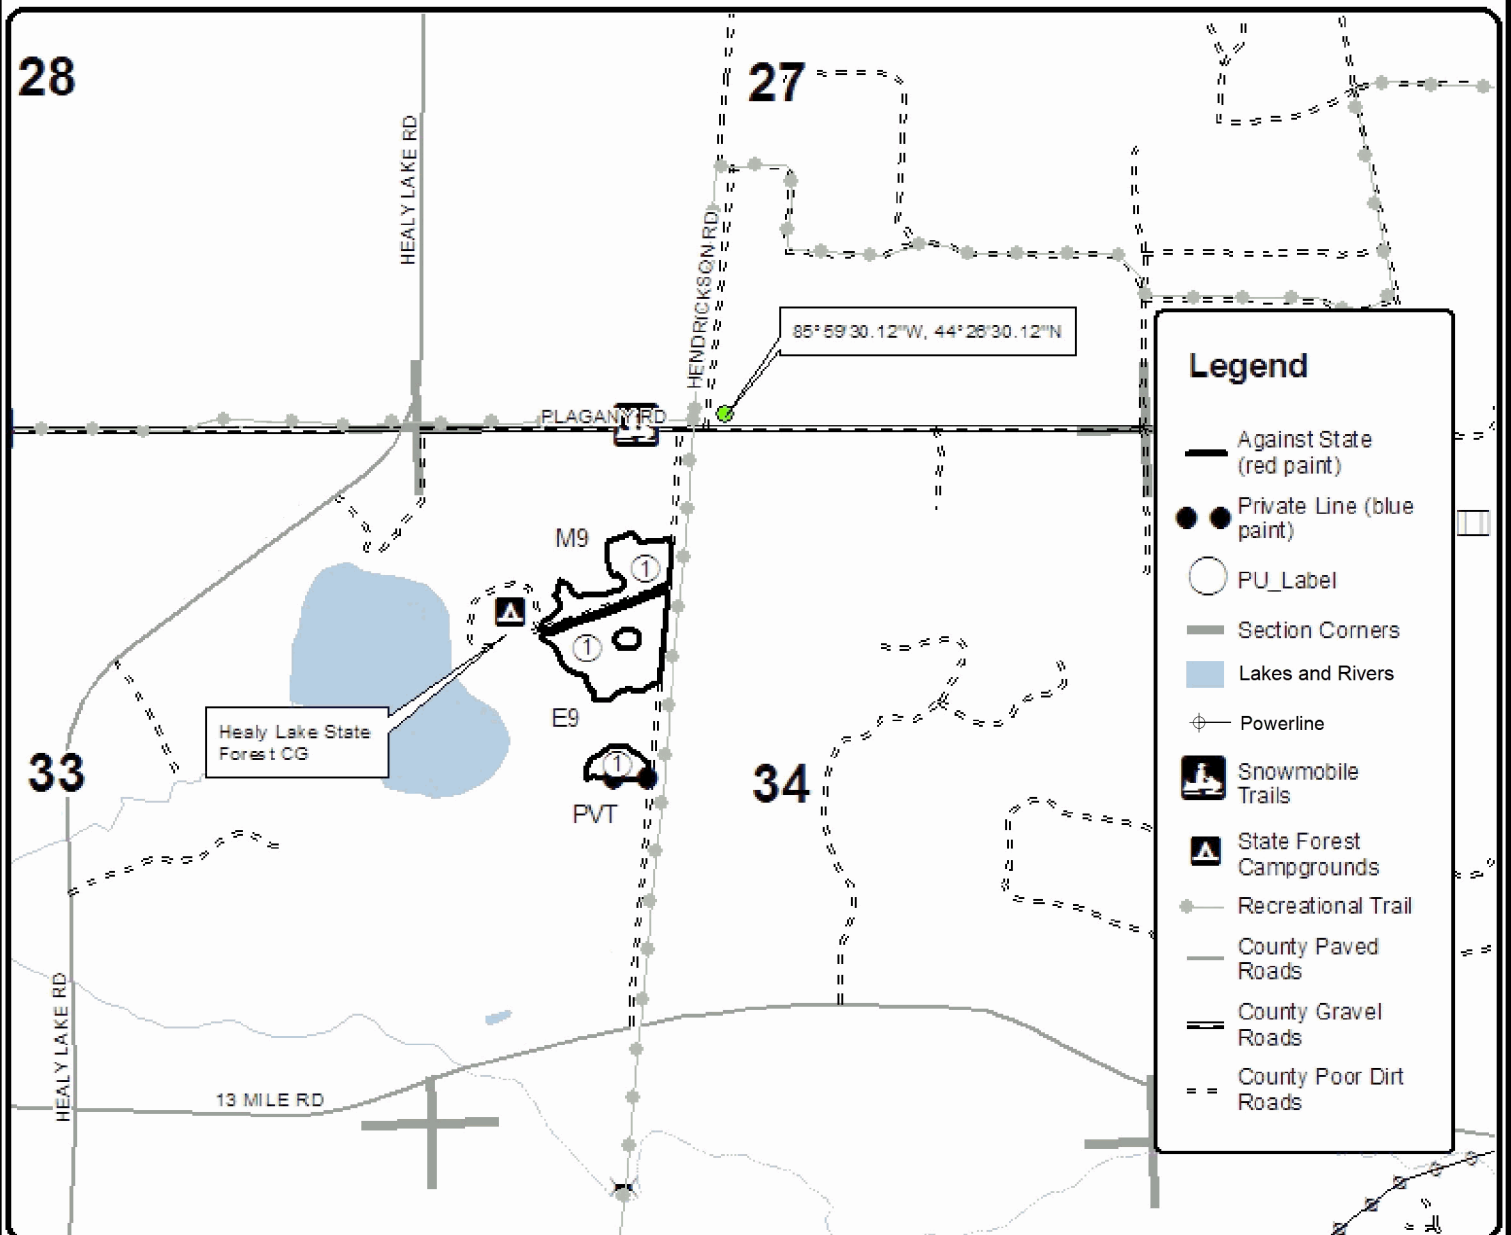 28
27
HEALY LAKE RD
HENDRICKSON RD
85°59'30.12"W, 44°26'30.12"N
PLAGANY RD
M9
1
1
E9
Healy Lake State
Forest CG
33
1
34
PVT
HEALY LAKE RD
13 MILE RD
Legend
Against State
(red paint)
Private Line (blue
paint)
PU_Label
Section Corners
Lakes and Rivers
Powerline
Snowmobile
Trails
State Forest
Campgrounds
Recreational Trail
County Paved
Roads
County Gravel
Roads
County Poor Dirt
Roads